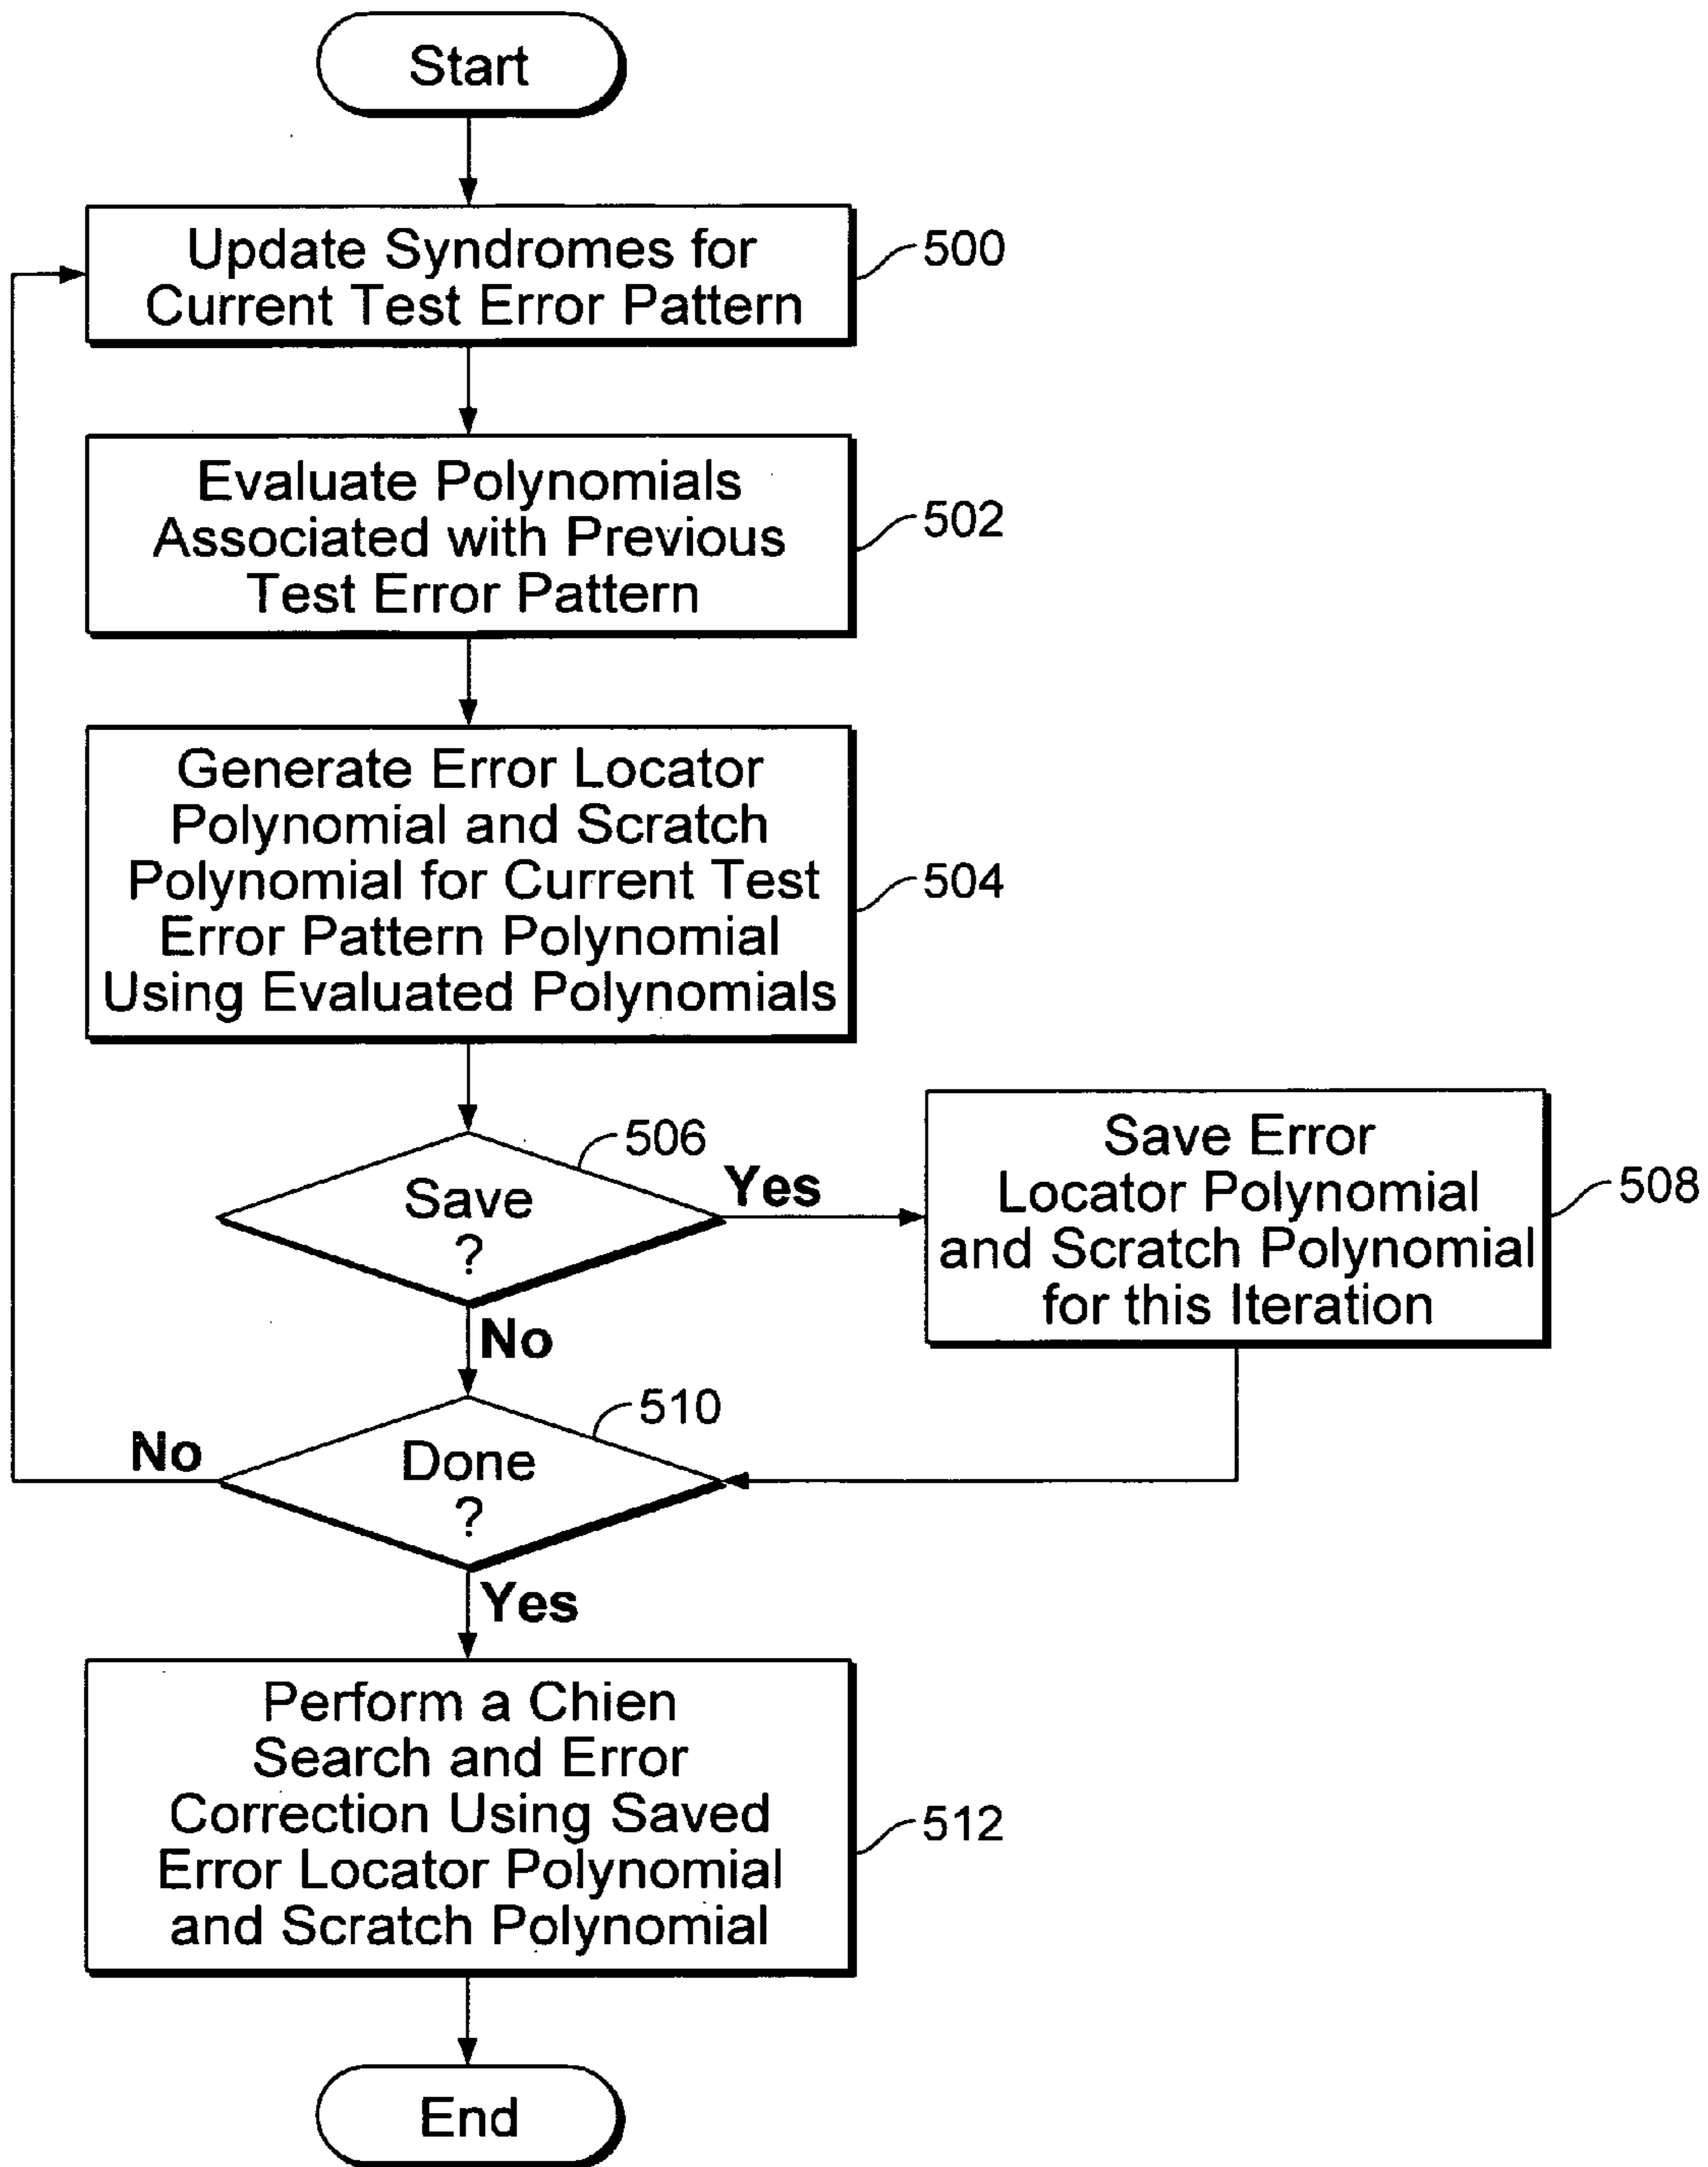 Start
Update Syndromes for
Current Test Error Pattern
500
Evaluate Polynomials
Associated with Previous
Test Error Pattern
502
Generate Error Locator
Polynomial and Scratch
Polynomial for Current Test
Error Pattern Polynomial
Using Evaluated Polynomials
504
506
Save
?
Yes
Save Error
Locator Polynomial
and Scratch Polynomial
for this Iteration
508
No
510
Done
?
No
Yes
Perform a Chien
Search and Error
Correction Using Saved
Error Locator Polynomial
and Scratch Polynomial
512
End